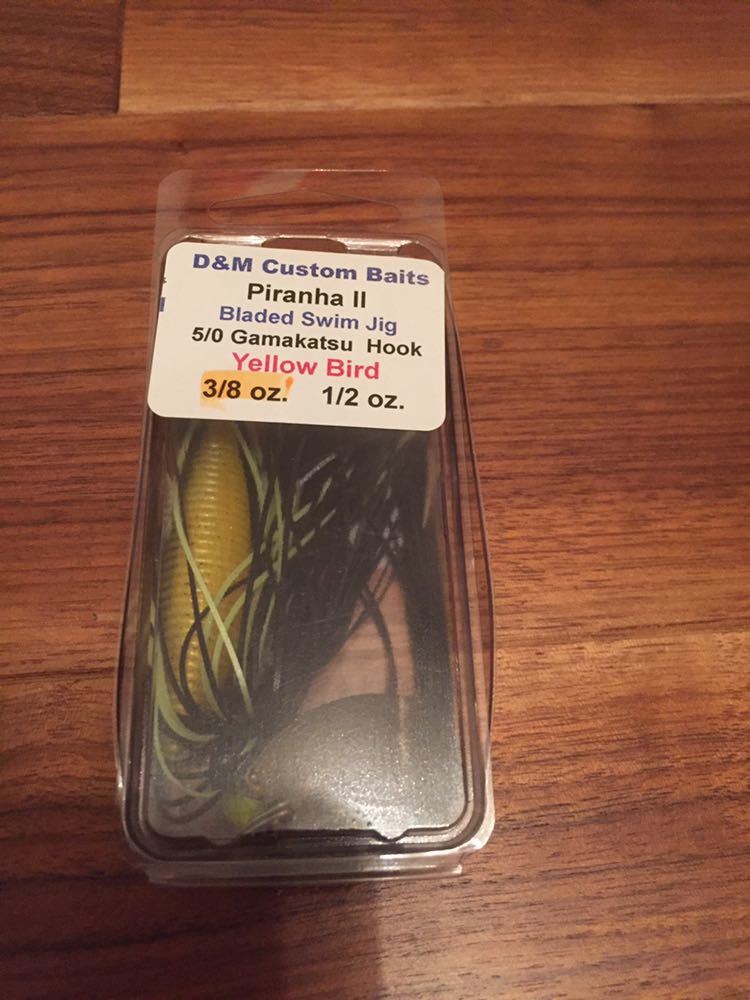 D&M Custom Baits
Piranha II
Bladed Swim Jig
5/0 Gamakatsu Hook
Yellow Bird
3/8 oz. 1/2 oz.